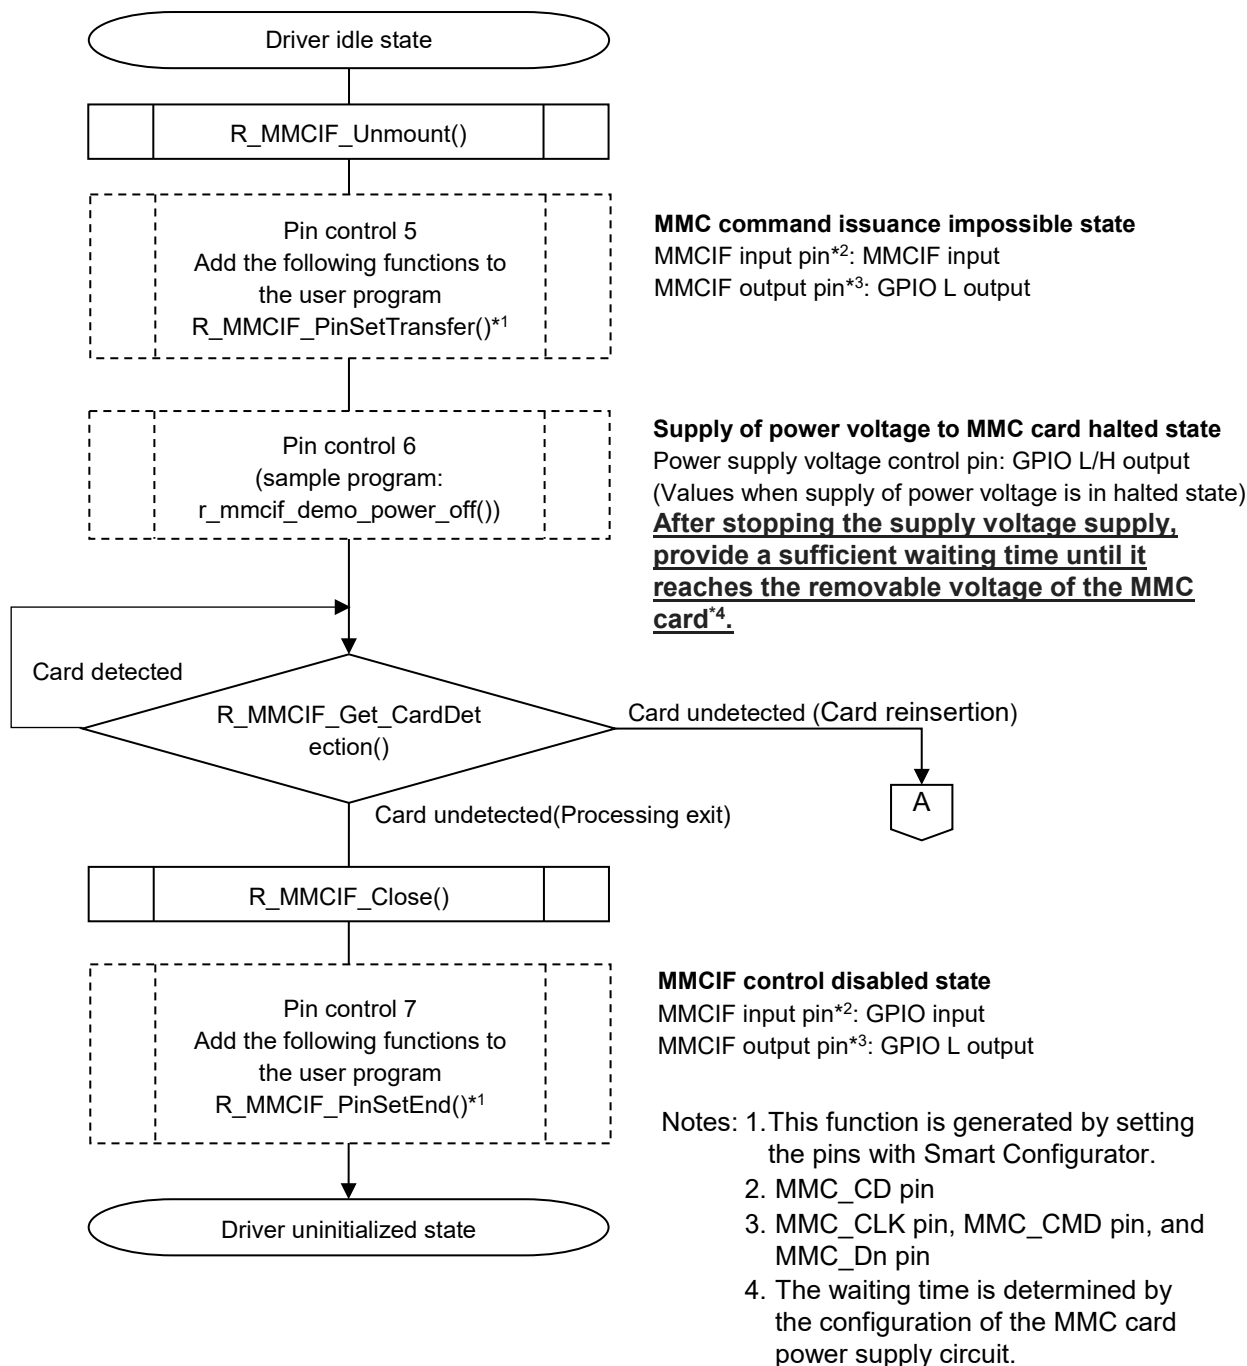 Driver idle state
R_MMCIF_Unmount()
Pin control 5
Add the following functions to
the user program
R_MMCIF_PinSetTransfer()*1
MMC command issuance impossible state
MMCIF input pin*2: MMCIF input
MMCIF output pin*3: GPIO L output
Pin control 6
(sample program:
r_mmcif_demo_power_off())
Supply of power voltage to MMC card halted state
Power supply voltage control pin: GPIO L/H output
(Values when supply of power voltage is in halted state)
After stopping the supply voltage supply,
provide a sufficient waiting time until it
reaches the removable voltage of the MMC
card*4.
Card detected
R_MMCIF_Get_CardDet
ection()
Card undetected (Card reinsertion)
A
Card undetected(Processing exit)
R_MMCIF_Close()
Pin control 7
Add the following functions to
the user program
R_MMCIF_PinSetEnd()*1
MMCIF control disabled state
MMCIF input pin*2: GPIO input
MMCIF output pin*3: GPIO L output
Driver uninitialized state
Notes: 1.This function is generated by setting
the pins with Smart Configurator.
2. MMC_CD pin
3. MMC_CLK pin, MMC_CMD pin, and
MMC_Dn pin
4. The waiting time is determined by
the configuration of the MMC card
power supply circuit.